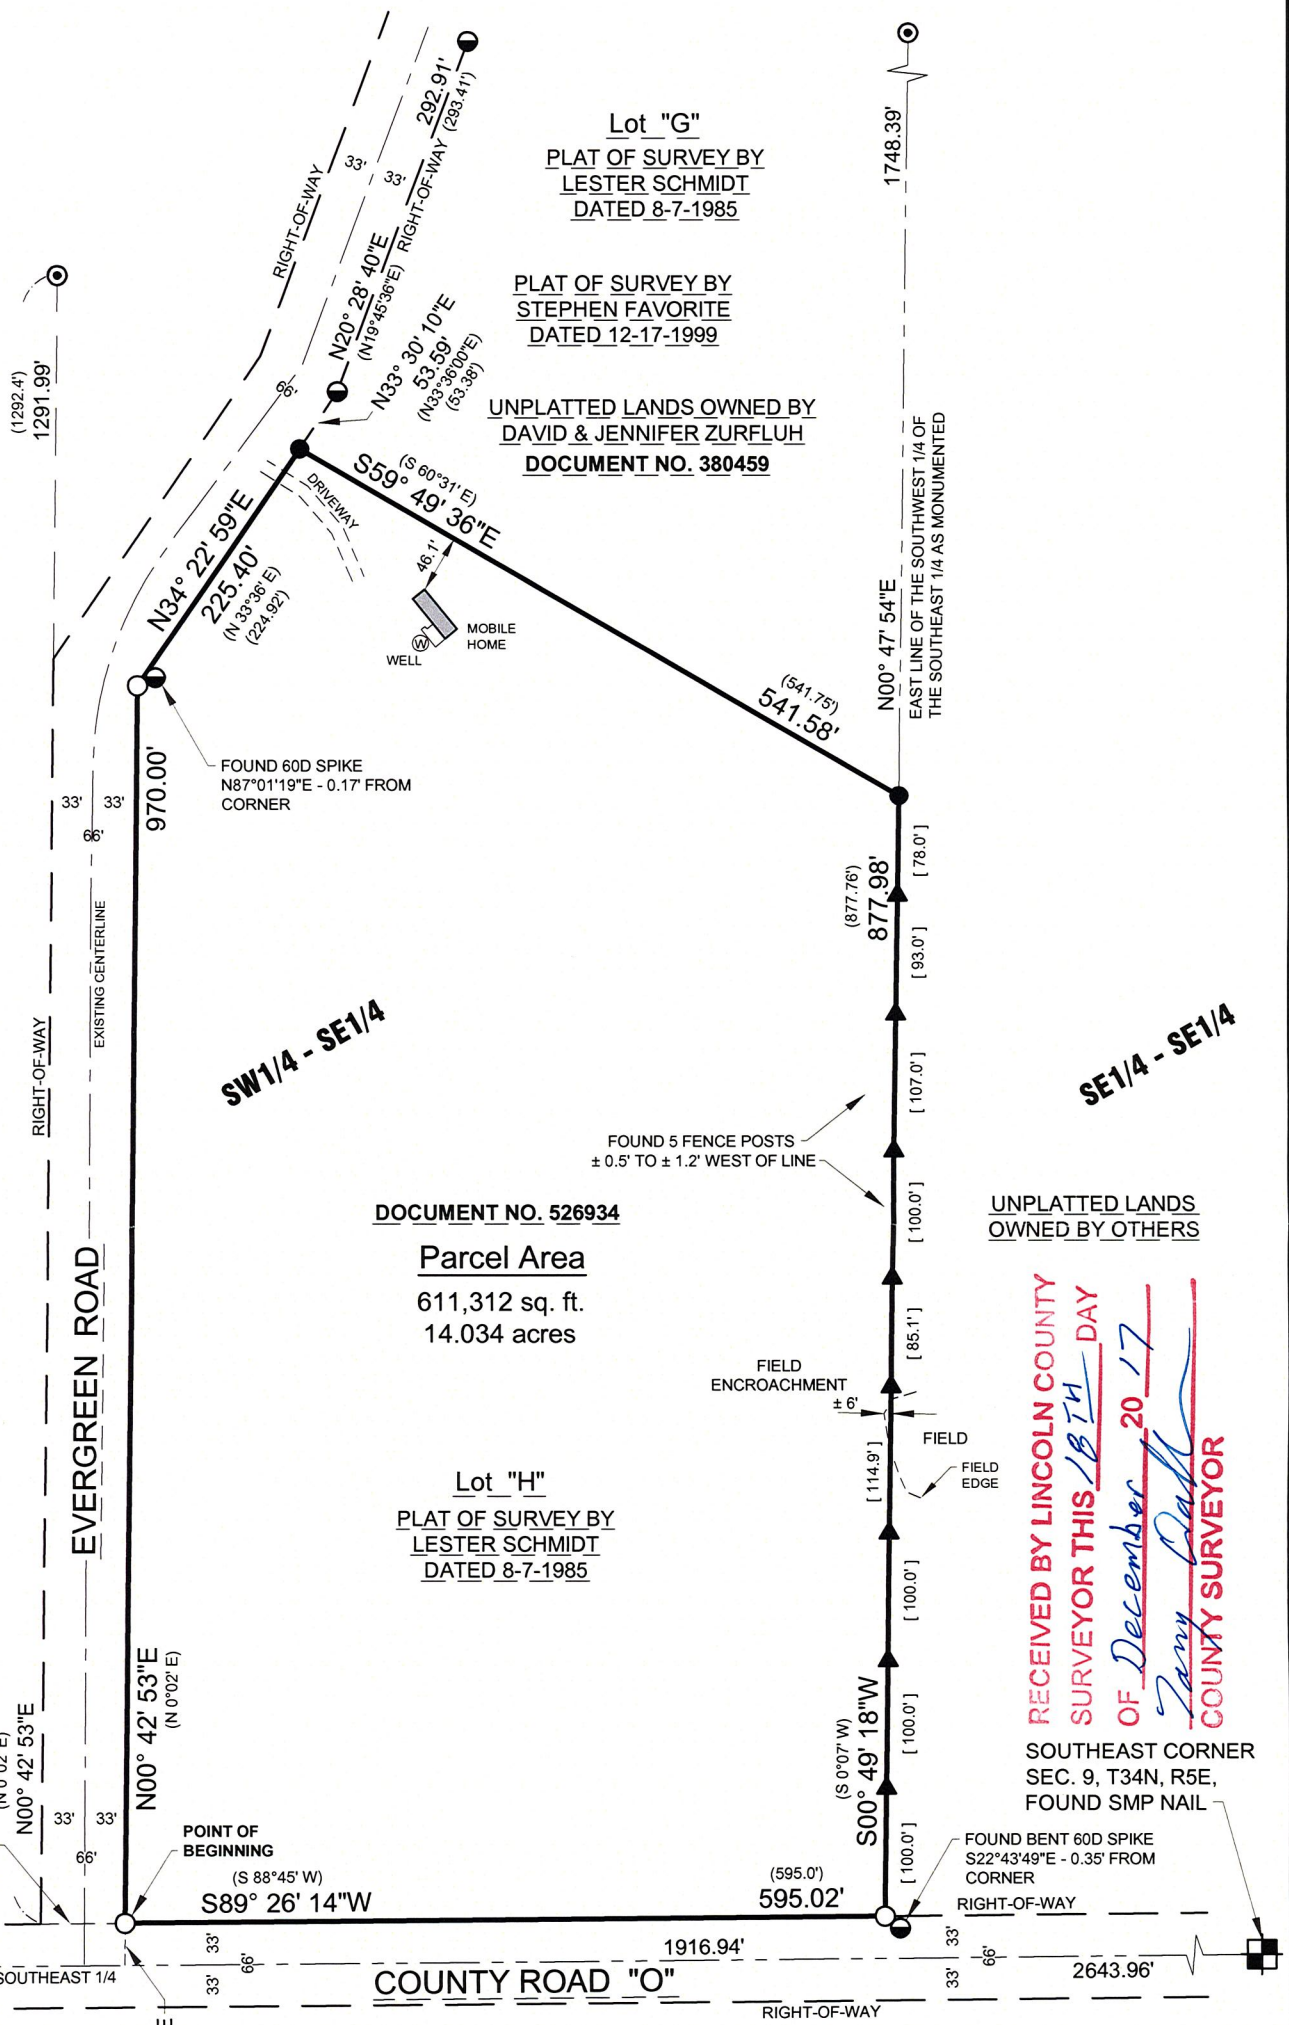 292.91'
(293.41')
RIGHT-OF-WAY
33'
33'
RIGHT-OF-WAY
N20° 28' 40"E
(N19°45'36"E)
66'
N33° 30' 10"E
53.59'
(N33°36'00"E)
(53.38')
Lot "G"
PLAT OF SURVEY BY
LESTER SCHMIDT
DATED 8-7-1985
PLAT OF SURVEY BY
STEPHEN FAVORITE
DATED 12-17-1999
UNPLATTED LANDS OWNED BY
DAVID & JENNIFER ZURFLUH
DOCUMENT NO. 380459
1748.39'
(1292.4')
1291.99'
N00° 47' 54"E
EAST LINE OF THE SOUTHWEST 1/4 OF
THE SOUTHEAST 1/4 AS MONUMENTED
(S 60°31' E)
S59° 49' 36"E
DRIVEWAY
46.1'
MOBILE
HOME
W
WELL
(541.75')
541.58'
N34° 22' 59"E
225.40'
(N 33°36' E)
(224.92')
FOUND 60D SPIKE
N87°01'19"E - 0.17' FROM
CORNER
970.00'
33'
33'
66'
EXISTING CENTERLINE
RIGHT-OF-WAY
(877.76')
877.98'
[ 78.0']
[ 93.0']
[ 107.0']
[ 100.0']
[ 85.1']
[ 114.9']
[ 100.0']
[ 100.0']
[ 100.0']
SW1/4 - SE1/4
SE1/4 - SE1/4
FOUND 5 FENCE POSTS
± 0.5' TO ± 1.2' WEST OF LINE
DOCUMENT NO. 526934
Parcel Area
611,312 sq. ft.
14.034 acres
UNPLATTED LANDS
OWNED BY OTHERS
FIELD
ENCROACHMENT
± 6'
FIELD
FIELD
EDGE
EVERGREEN ROAD
Lot "H"
PLAT OF SURVEY BY
LESTER SCHMIDT
DATED 8-7-1985
RECEIVED BY LINCOLN COUNTY
SURVEYOR THIS 18TH DAY
OF December 20 17
COUNTY SURVEYOR
N00° 42' 53"E
(N 0°02' E)
N00° 42' 53"E
33'
33'
66'
(S 0°07' W)
S00° 49' 18"W
SOUTHEAST CORNER
SEC. 9, T34N, R5E,
FOUND SMP NAIL
FOUND BENT 60D SPIKE
S22°43'49"E - 0.35' FROM
CORNER
POINT OF
BEGINNING
(S 88°45' W)
S89° 26' 14"W
(595.0')
595.02'
RIGHT-OF-WAY
33'
66'
33'
1916.94'
33'
66'
33'
2643.96'
SOUTHEAST 1/4
COUNTY ROAD "O"
RIGHT-OF-WAY